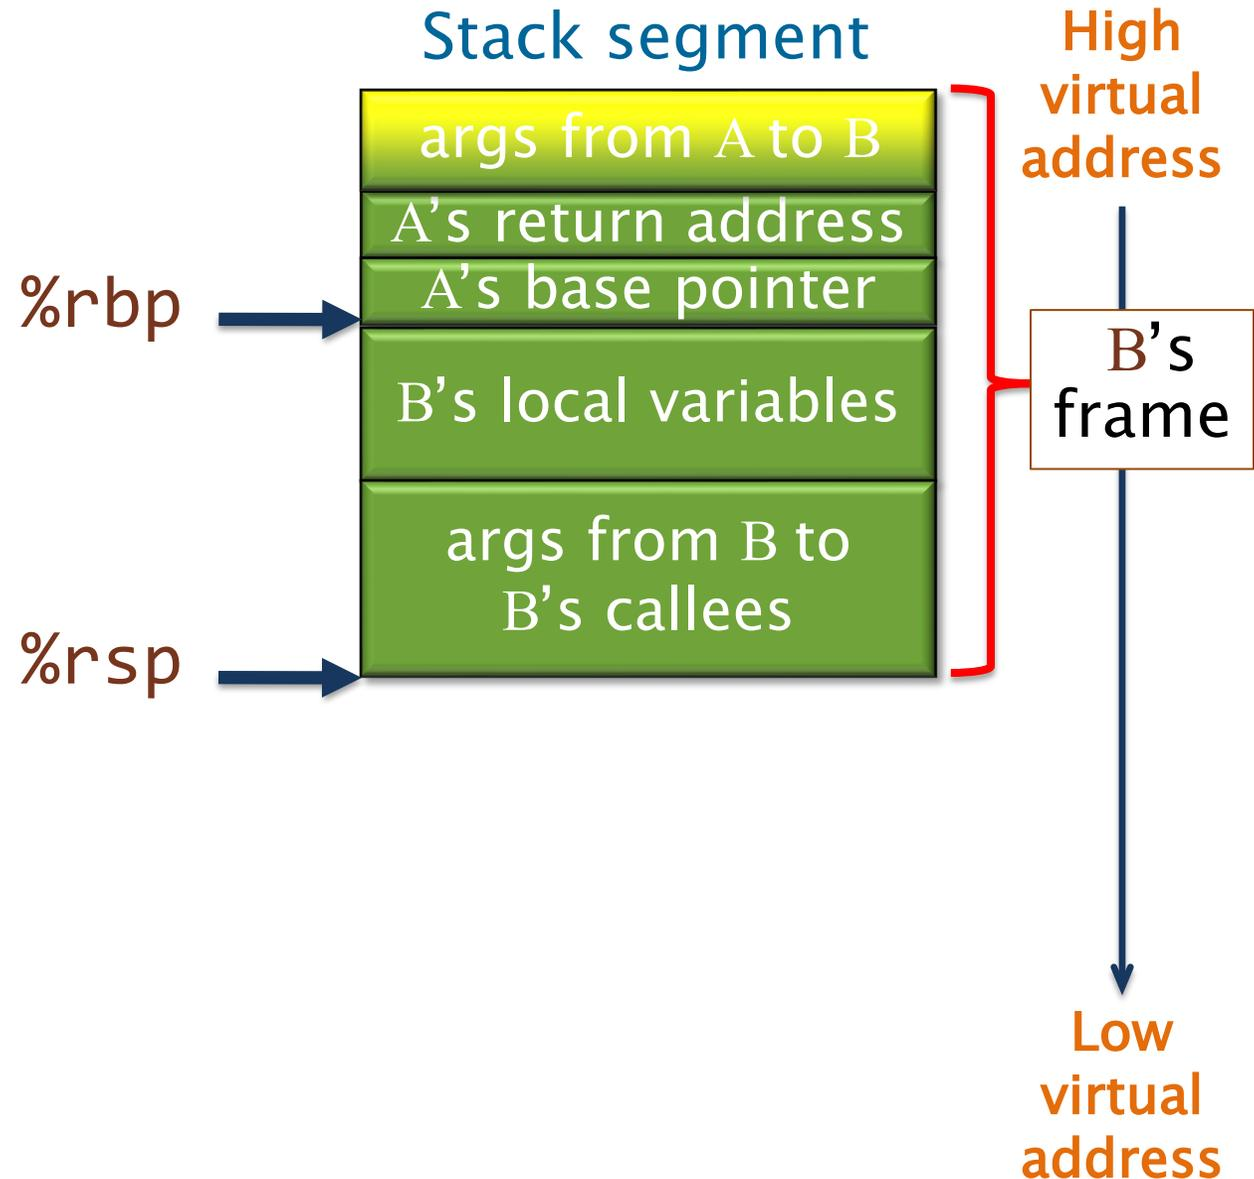 Stack segment
High
virtual
address
args from A to B
A’s return address
A’s base pointer
%rbp
B’s
frame
B’s local variables
args from B to
B’s callees
%rsp
Low
virtual
address